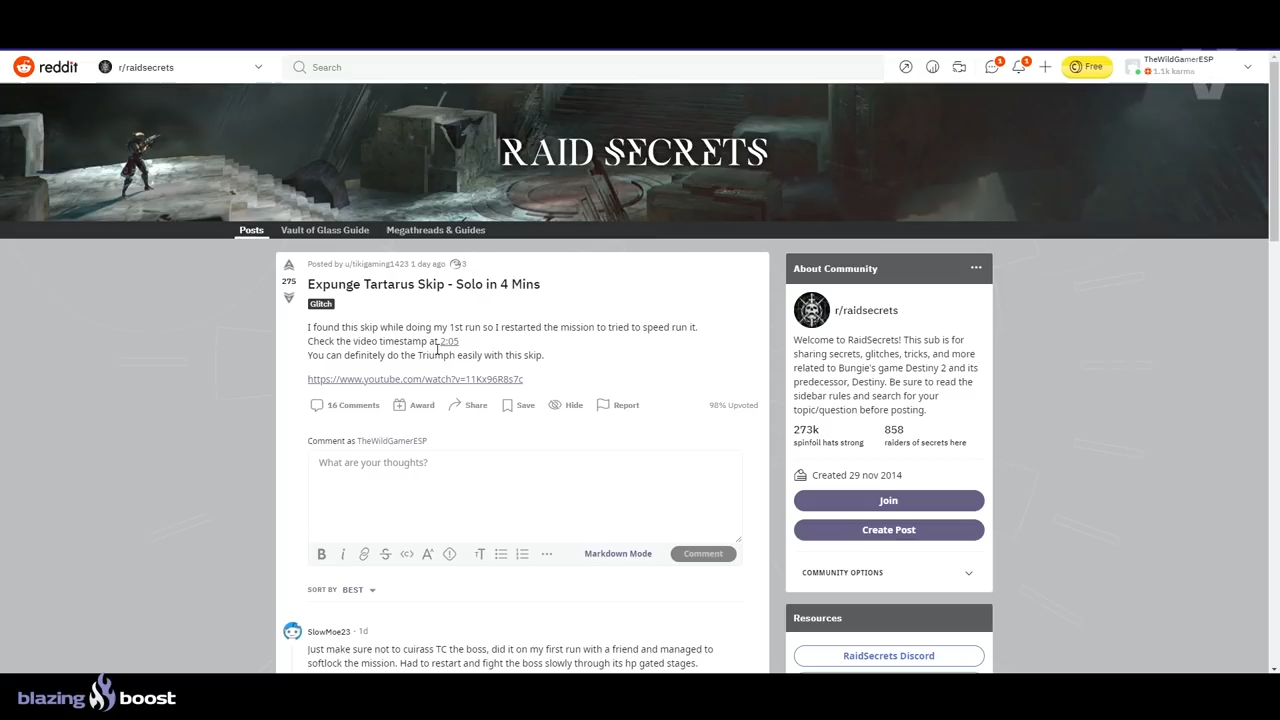 reddit
r/raidsecrets
Search
1
1
Free
TheWildGamerESP
1.1k karma
RAID SECRETS
Posts
Vault of Glass Guide
Megathreads & Guides
275
Posted by u/tikigaming1423 1 day ago
3
Expunge Tartarus Skip - Solo in 4 Mins
Glitch
I found this skip while doing my 1st run so I restarted the mission to tried to speed run it.
Check the video timestamp at 2:05
You can definitely do the Triumph easily with this skip.
https://www.youtube.com/watch?v=11Kx96R8s7c
16 Comments
Award
Share
Save
Hide
Report
98% Upvoted
Comment as TheWildGamerESP
What are your thoughts?
Markdown Mode
Comment
SORT BY BEST
SlowMoe23 · 1d
Just make sure not to cuirass TC the boss, did it on my first run with a friend and managed to
softlock the mission. Had to restart and fight the boss slowly through its hp gated stages.
About Community
r/raidsecrets
Welcome to RaidSecrets! This sub is for
sharing secrets, glitches, tricks, and more
related to Bungie's game Destiny 2 and its
predecessor, Destiny. Be sure to read the
sidebar rules and search for your
topic/question before posting.
273k
spinfoil hats strong
858
raiders of secrets here
Created 29 nov 2014
Join
Create Post
COMMUNITY OPTIONS
Resources
RaidSecrets Discord
blazing boost